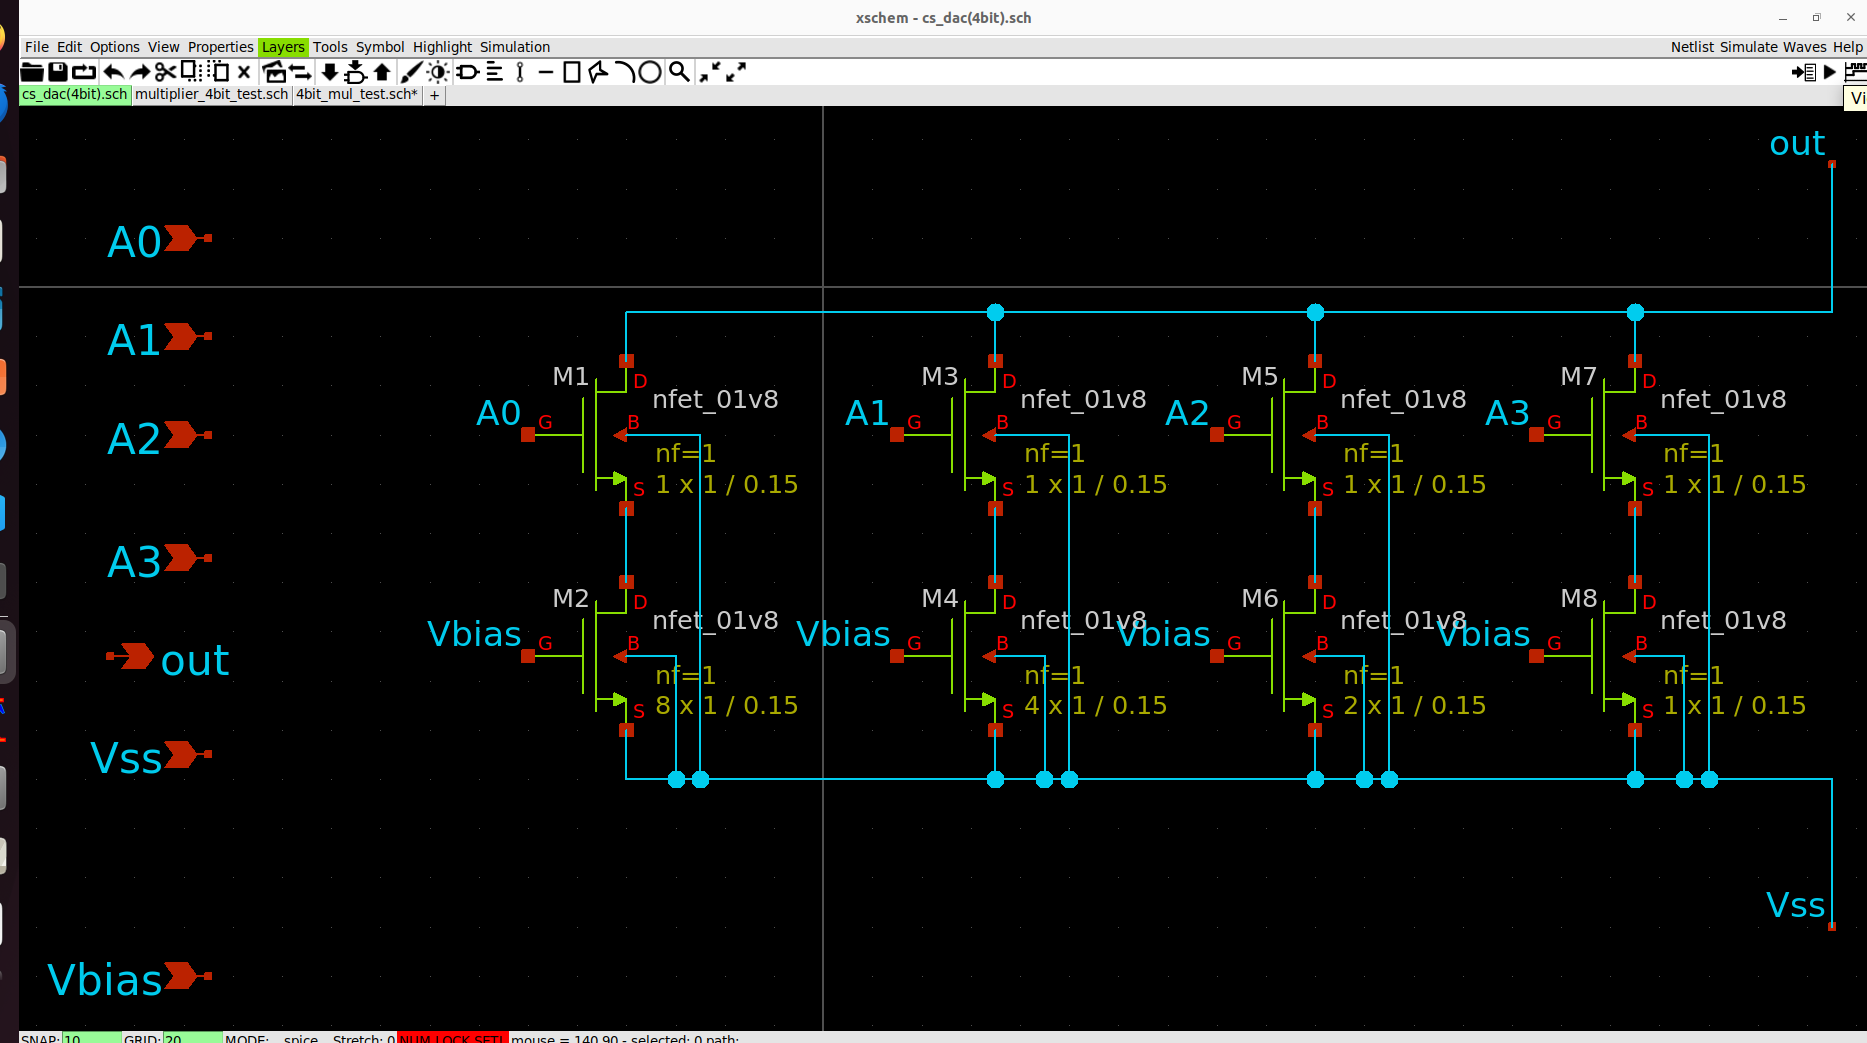 xschem - cs_dac(4bit).sch
File Edit Options View Properties Layers Tools Symbol Highlight Simulation
Netlist Simulate Waves Help
cs_dac(4bit).sch multiplier_4bit_test.sch 4bit_mul_test.sch* +
out
A0
A1
A2
A3
out
Vss
Vbias
M1 D nfet_01v8
A0 G B
nf=1
S 1 x 1 / 0.15
M3 D nfet_01v8
A1 G B
nf=1
S 1 x 1 / 0.15
M5 D nfet_01v8
A2 G B
nf=1
S 1 x 1 / 0.15
M7 D nfet_01v8
A3 G B
nf=1
S 1 x 1 / 0.15
M2 D nfet_01v8
Vbias G B
nf=1
S 8 x 1 / 0.15
M4 D nfet_01v8
Vbias G B
nf=1
S 4 x 1 / 0.15
M6 D nfet_01v8
Vbias G B
nf=1
S 2 x 1 / 0.15
M8 D nfet_01v8
Vbias G B
nf=1
S 1 x 1 / 0.15
Vss
SNAP: 10 GRID: 20 MODE: spice Stretch: 0 NUM LOCK SET! mouse = 140 90 - selected: 0 path: